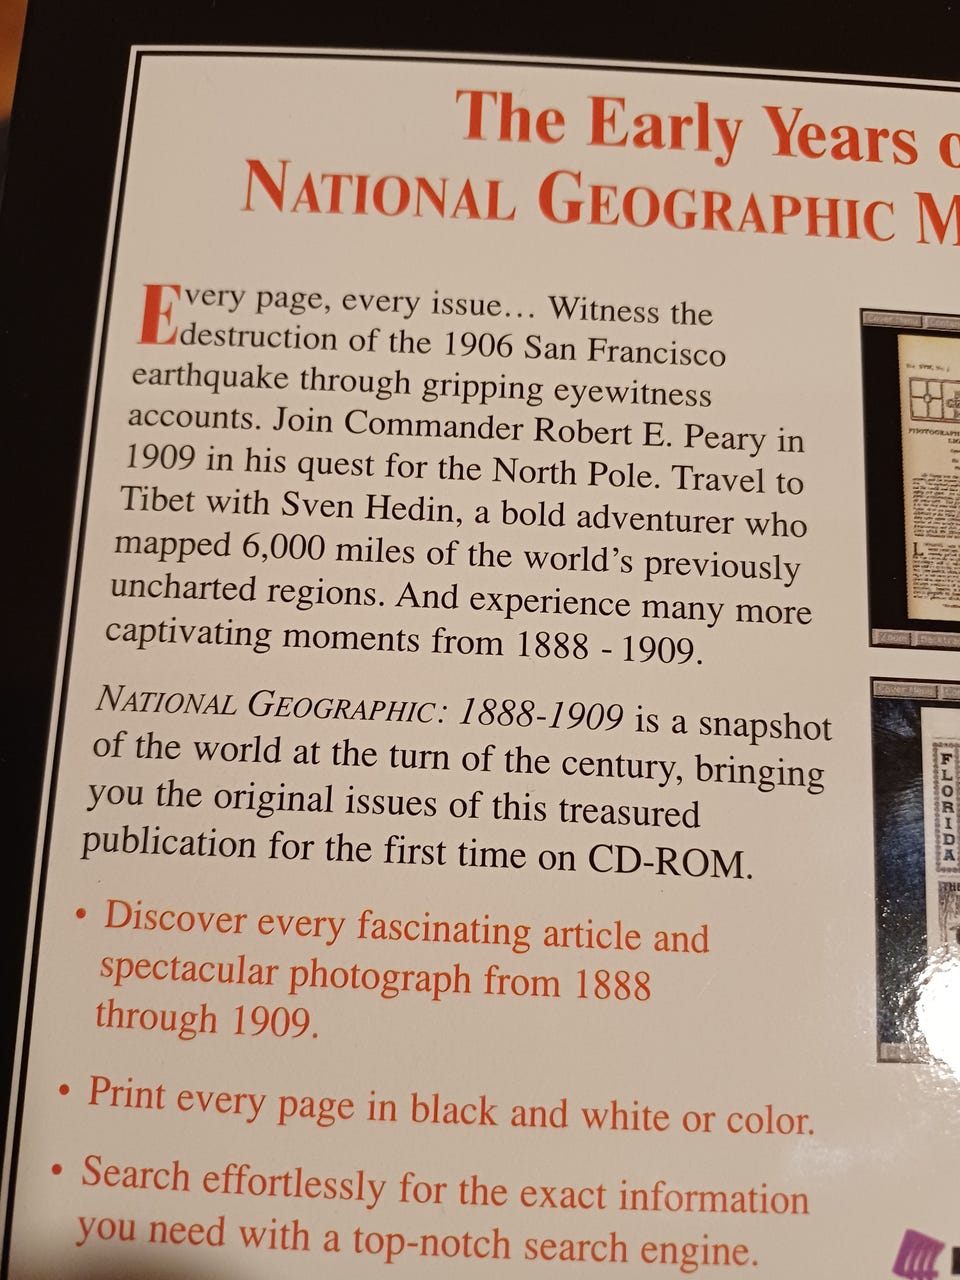 The Early Years
NATIONAL GEOGRAPHIC
Every page, every issue... Witness the
destruction of the 1906 San Francisco
earthquake through gripping eyewitness
accounts. Join Commander Robert E. Peary in
1909 in his quest for the North Pole. Travel to
Tibet with Sven Hedin, a bold adventurer who
mapped 6,000 miles of the world's previously
uncharted regions. And experience many more
captivating moments from 1888 - 1909.
NATIONAL GEOGRAPHIC: 1888-1909 is a snapshot
of the world at the turn of the century, bringing
you the original issues of this treasured
publication for the first time on CD-ROM.
• Discover every fascinating article and
spectacular photograph from 1888
through 1909.
• Print every page in black and white or color.
• Search effortlessly for the exact information
you need with a top-notch search engine.
Cover Menu
Zoom
Cover Menu
FLORIDA